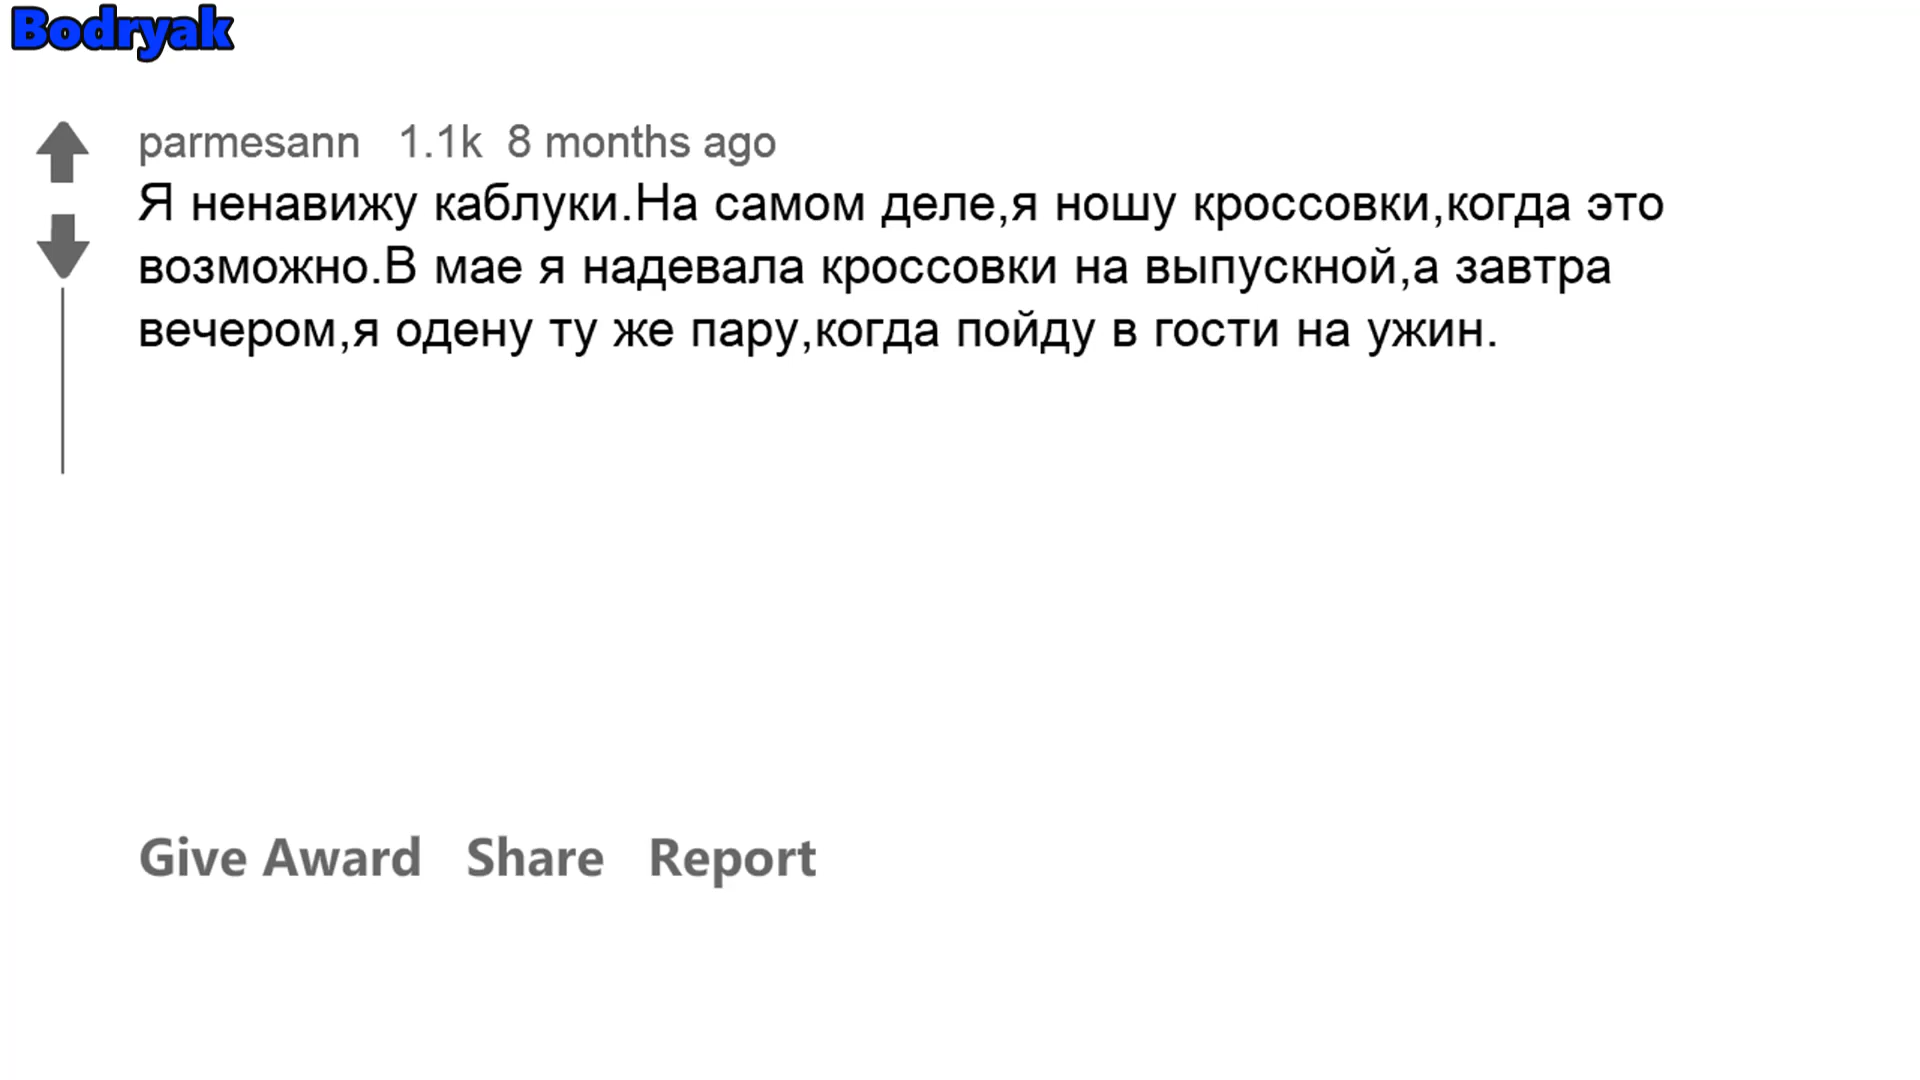 Bodryak
parmesann 1.1k 8 months ago
Я ненавижу каблуки.На самом деле,я ношу кроссовки,когда это
возможно.В мае я надевала кроссовки на выпускной,а завтра
вечером,я одену ту же пару,когда пойду в гости на ужин.
Give Award Share Report